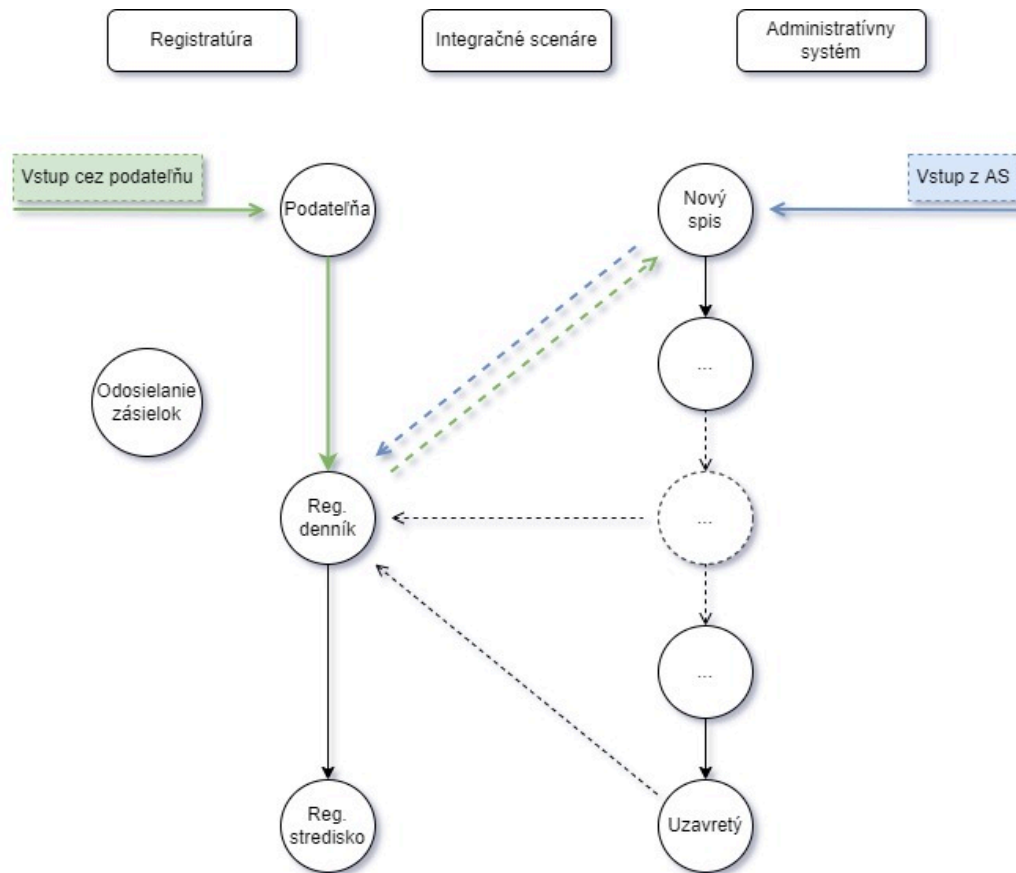 Registratúra
Integračné scenáre
Administratívny
systém
Vstup cez podateľňu
Podateľňa
Nový
spis
Vstup z AS
...
Odosielanie
zásielok
Reg.
denník
...
...
Reg.
stredisko
Uzavretý